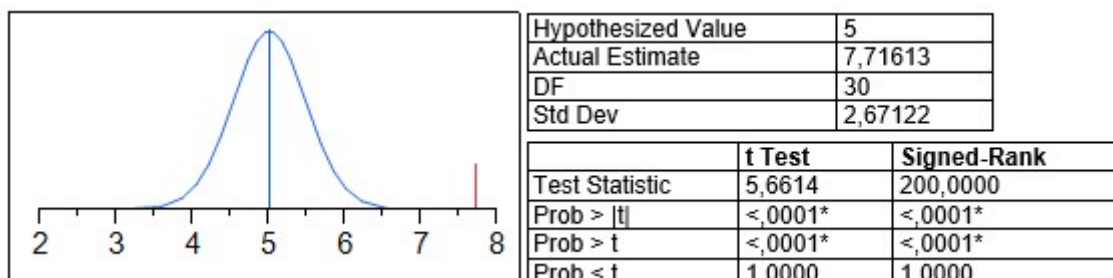 2 3 4 5 6 7 8
Hypothesized Value 5
Actual Estimate 7,71613
DF 30
Std Dev 2,67122
t Test Signed-Rank
Test Statistic 5,6614 200,0000
Prob > |t| <,0001* <,0001*
Prob > t <,0001* <,0001*
Prob < t 1,0000 1,0000